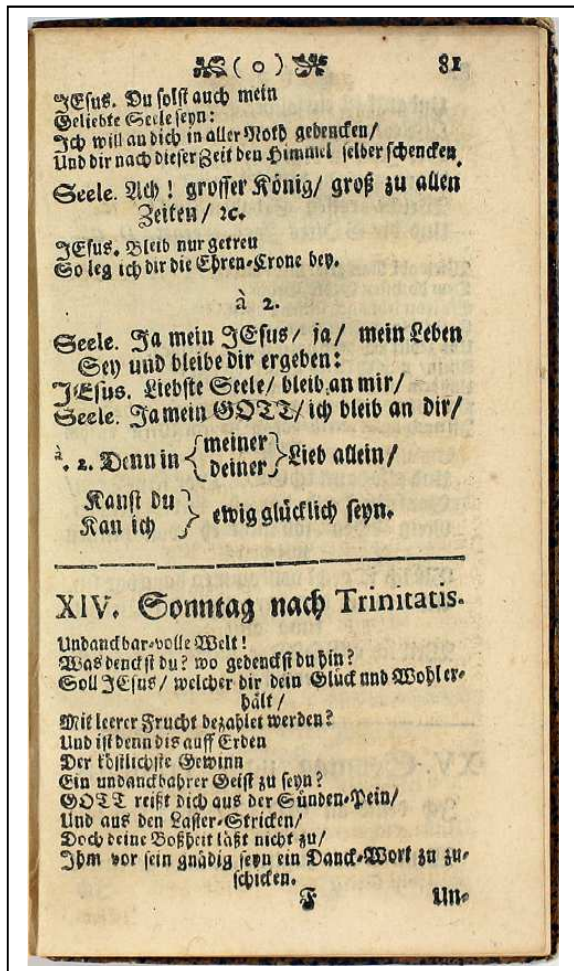 ( o ) 81
JEsus. Du solst auch mein
Geliebte Seele seyn:
Ich will an dich in aller Noth gedencken/
Und dir nach dieser Zeit den Himmel selber schencken.
Seele. Ach! grosser König/ groß zu allen
Zeiten/ ꝛc.
JEsus. Bleib nur getreu
So leg ich dir die Ehren-Crone bey.
à 2.
Seele. Ja mein JEsus/ ja/ mein Leben
Sey und bleibe dir ergeben:
JEsus. Liebste Seele/ bleib an mir/
Seele. Ja mein GOTT/ ich bleib an dir/
à. 2. Denn in { meiner } Lieb allein/
deiner
Kanst du } ewig glücklich seyn.
Kan ich
XIV. Sonntag nach Trinitatis.
Undanckbar-volle Welt!
Was denckst du? wo gedenckst du hin?
Soll JEsus/ welcher dir dein Glück und Wohl er-
hält/
Mit leerer Frucht bezahlet werden?
Und ist denn dis auff Erden
Der köstlichste Gewinn
Ein undanckbahrer Geist zu seyn?
GOTT reißt dich aus der Sünden-Pein/
Und aus den Laster-Stricken/
Doch deine Boßheit läßt nicht zu/
Ihm vor sein gnädig seyn ein Danck-Wort zu zu-
schicken.
F Un-